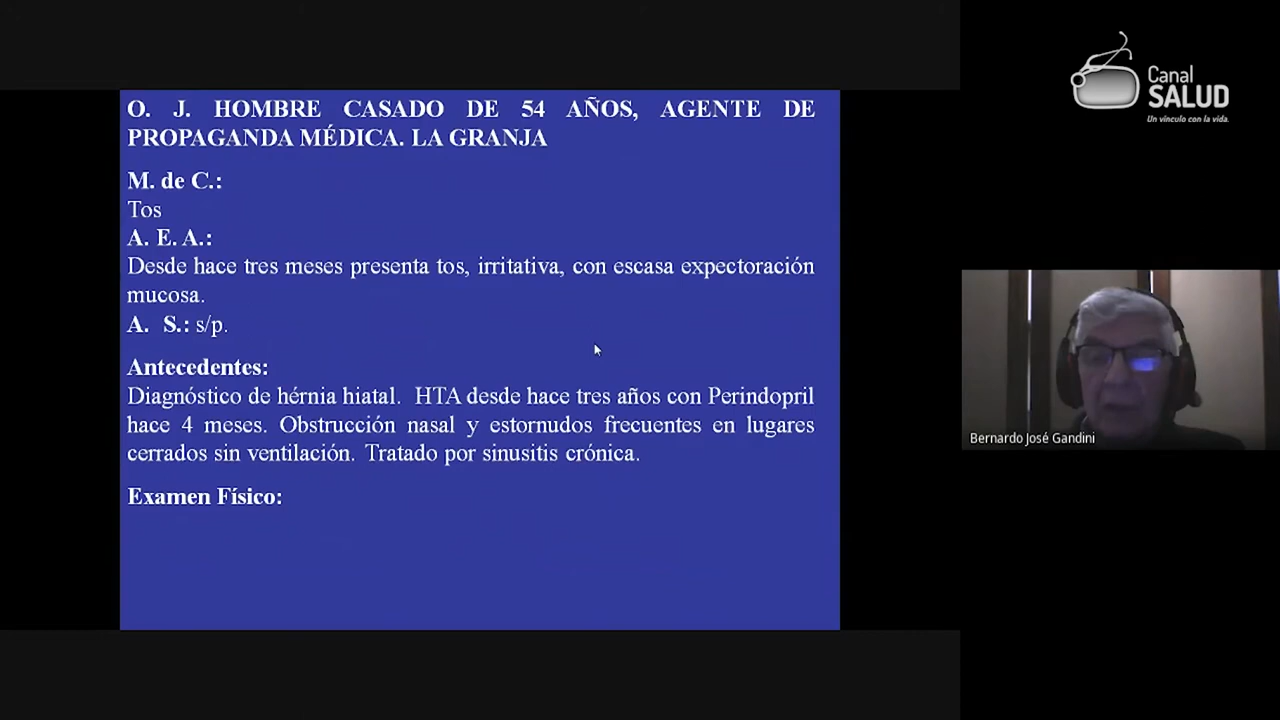 O. J. HOMBRE CASADO DE 54 AÑOS, AGENTE DE
PROPAGANDA MÉDICA. LA GRANJA
M. de C.:
Tos
A. E. A.:
Desde hace tres meses presenta tos, irritativa, con escasa expectoración
mucosa.
A. S.: s/p.
Antecedentes:
Diagnóstico de hérnia hiatal. HTA desde hace tres años con Perindopril
hace 4 meses. Obstrucción nasal y estornudos frecuentes en lugares
cerrados sin ventilación. Tratado por sinusitis crónica.
Examen Físico:
Canal
SALUD
Un vínculo con la vida.
Bernardo José Gandini